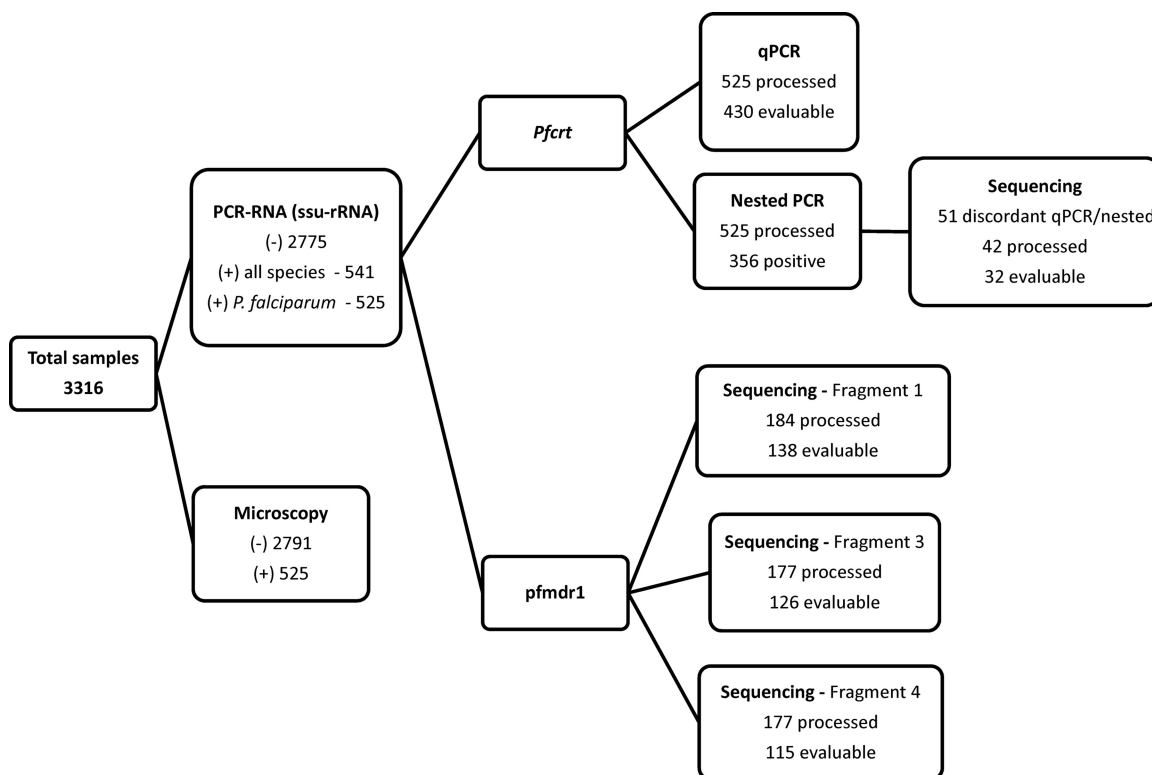 Total samples
3316
PCR-RNA (ssu-rRNA)
(-) 2775
(+) all species - 541
(+) P. falciparum - 525
Microscopy
(-) 2791
(+) 525
Pfcrt
qPCR
525 processed
430 evaluable
Nested PCR
525 processed
356 positive
Sequencing
51 discordant qPCR/nested
42 processed
32 evaluable
pfmdr1
Sequencing - Fragment 1
184 processed
138 evaluable
Sequencing - Fragment 3
177 processed
126 evaluable
Sequencing - Fragment 4
177 processed
115 evaluable